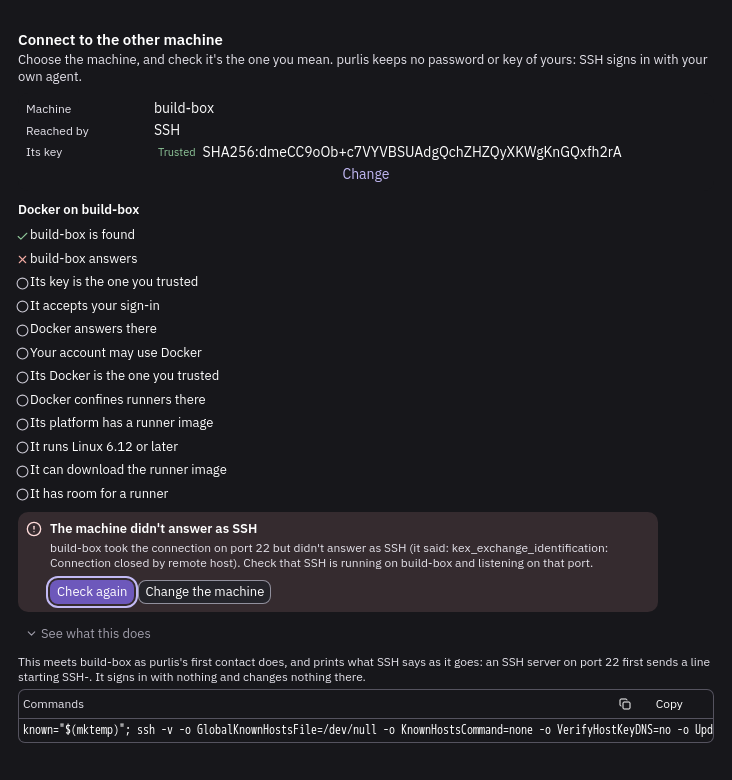 Connect to the other machine
Choose the machine, and check it's the one you mean. purlis keeps no password or key of yours: SSH signs in with your
own agent.
Machine build-box
Reached by SSH
Its key Trusted SHA256:dmeCC9oOb+c7VYVBSUAdgQchZHZQyXKWgKnGQxfh2rA
Change
Docker on build-box
build-box is found
build-box answers
Its key is the one you trusted
It accepts your sign-in
Docker answers there
Your account may use Docker
Its Docker is the one you trusted
Docker confines runners there
Its platform has a runner image
It runs Linux 6.12 or later
It can download the runner image
It has room for a runner
The machine didn't answer as SSH
build-box took the connection on port 22 but didn't answer as SSH (it said: kex_exchange_identification:
Connection closed by remote host). Check that SSH is running on build-box and listening on that port.
Check again Change the machine
See what this does
This meets build-box as purlis's first contact does, and prints what SSH says as it goes: an SSH server on port 22 first sends a line
starting SSH-. It signs in with nothing and changes nothing there.
Commands Copy
known="$(mktemp)"; ssh -v -o GlobalKnownHostsFile=/dev/null -o KnownHostsCommand=none -o VerifyHostKeyDNS=no -o Upd